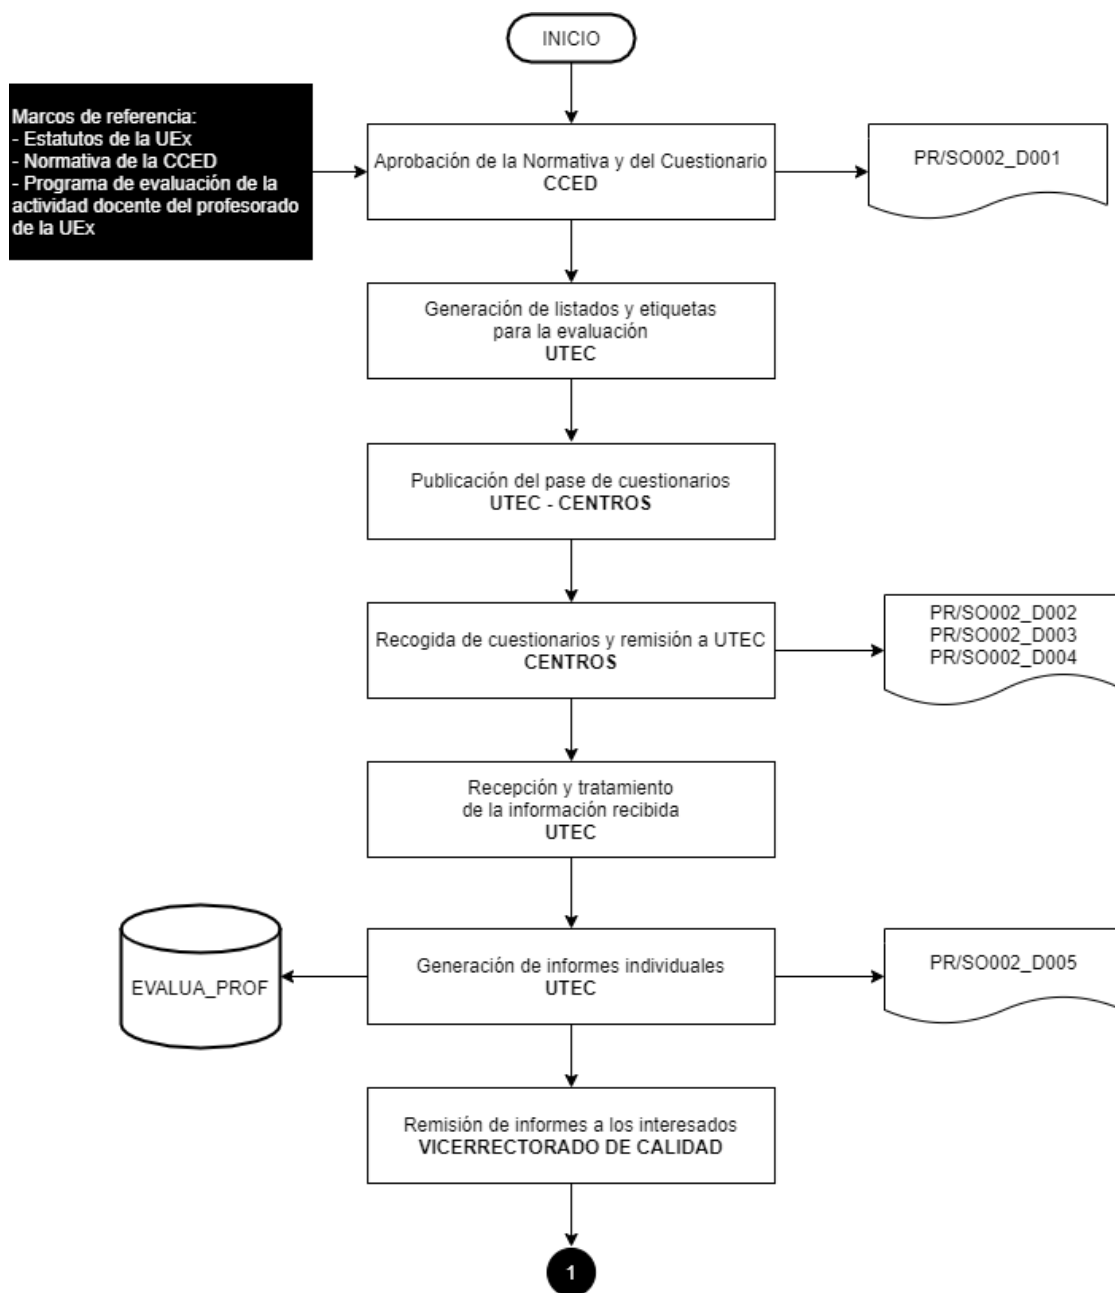 INICIO
Marcos de referencia:
- Estatutos de la UEx
- Normativa de la CCED
- Programa de evaluación de la
actividad docente del profesorado
de la UEx
Aprobación de la Normativa y del Cuestionario
CCED
PR/SO002_D001
Generación de listados y etiquetas
para la evaluación
UTEC
Publicación del pase de cuestionarios
UTEC - CENTROS
Recogida de cuestionarios y remisión a UTEC
CENTROS
PR/SO002_D002
PR/SO002_D003
PR/SO002_D004
Recepción y tratamiento
de la información recibida
UTEC
EVALUA_PROF
Generación de informes individuales
UTEC
PR/SO002_D005
Remisión de informes a los interesados
VICERRECTORADO DE CALIDAD
1